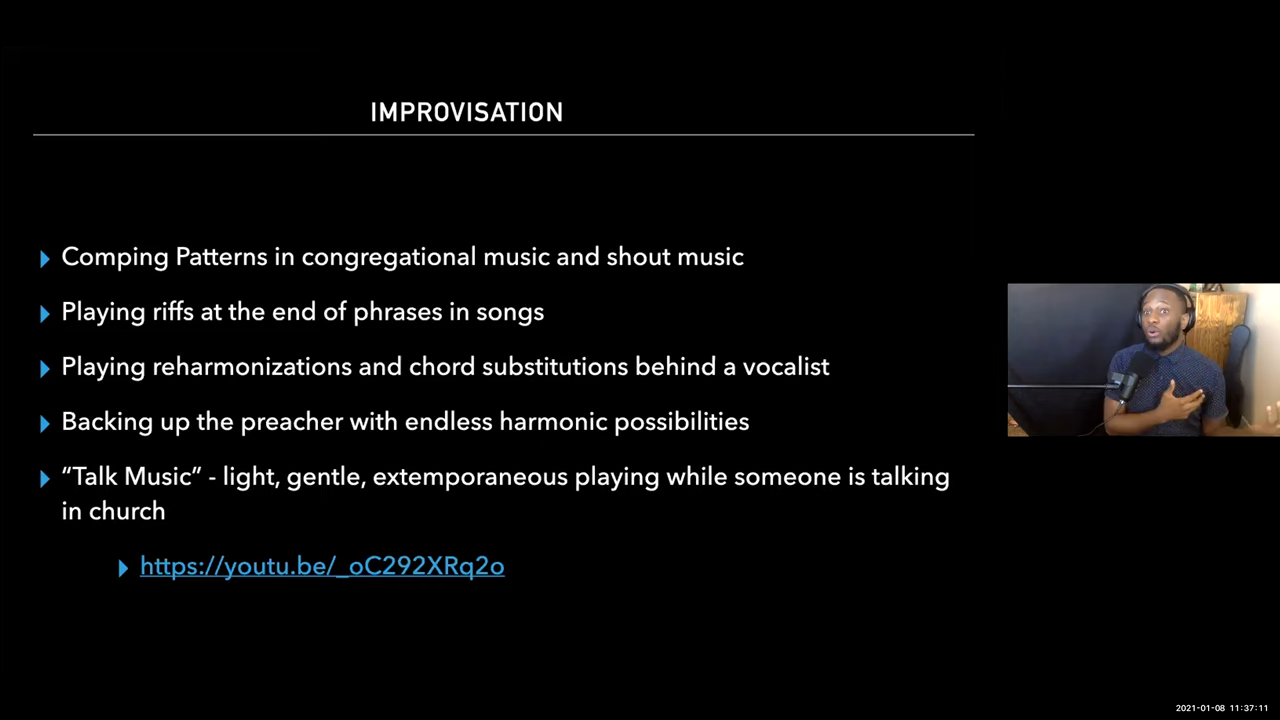 IMPROVISATION
Comping Patterns in congregational music and shout music
Playing riffs at the end of phrases in songs
Playing reharmonizations and chord substitutions behind a vocalist
Backing up the preacher with endless harmonic possibilities
“Talk Music” - light, gentle, extemporaneous playing while someone is talking
in church
https://youtu.be/_oC292XRq2o
2021-01-08 11:37:11